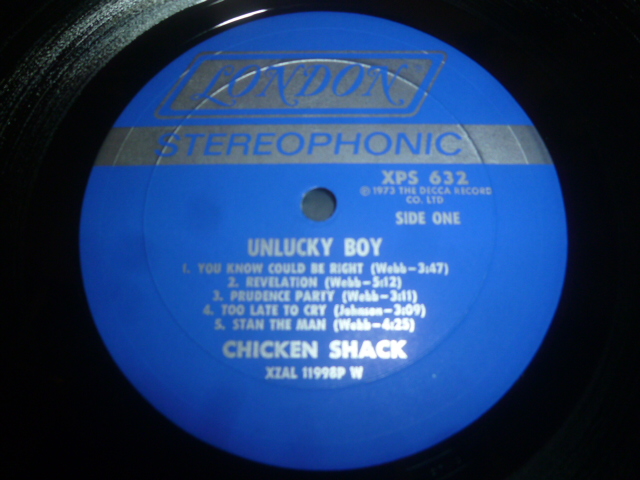 LONDON
STEREOPHONIC
XPS 632
℗ 1973 THE DECCA RECORD
CO. LTD
SIDE ONE
UNLUCKY BOY
1. YOU KNOW COULD BE RIGHT (Webb—3:47)
2. REVELATION (Webb—5:12)
3. PRUDENCE PARTY (Webb—3:11)
4. TOO LATE TO CRY (Johnson—3:09)
5. STAN THE MAN (Webb—4:25)
CHICKEN SHACK
XZAL 11998P W